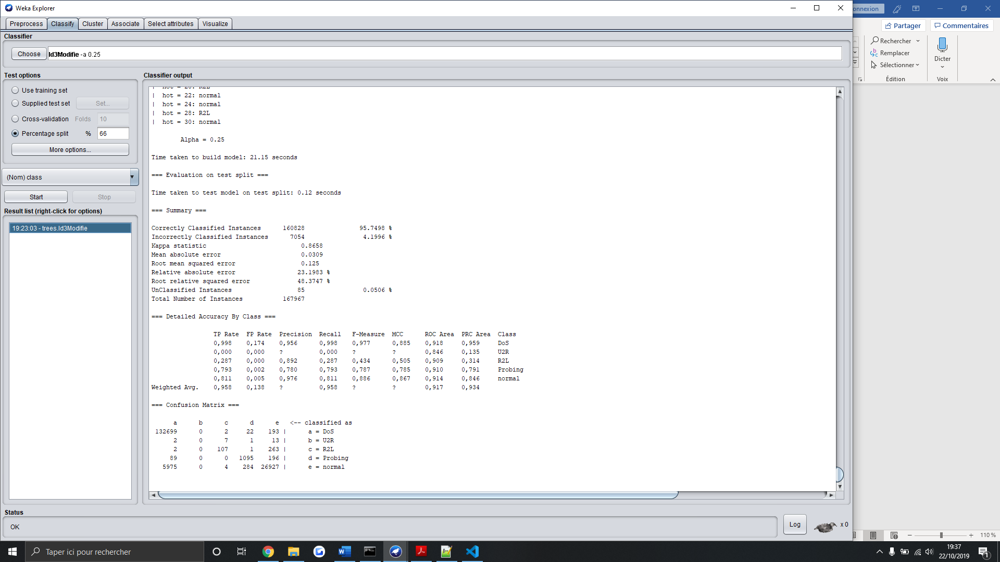 Weka Explorer
Preprocess Classify Cluster Associate Select attributes Visualize
Classifier
Choose Id3Modifie -a 0.25
Test options
Use training set
Supplied test set Set...
Cross-validation Folds 10
Percentage split % 66
More options...
(Nom) class
Start Stop
Result list (right-click for options)
19:23:03 - trees.Id3Modifie
Classifier output
| hot = 22: normal
| hot = 24: normal
| hot = 28: R2L
| hot = 30: normal
Alpha = 0.25
Time taken to build model: 21.15 seconds
=== Evaluation on test split ===
Time taken to test model on test split: 0.12 seconds
=== Summary ===
Correctly Classified Instances 160828 95.7498 %
Incorrectly Classified Instances 7054 4.1996 %
Kappa statistic 0.8658
Mean absolute error 0.0309
Root mean squared error 0.125
Relative absolute error 23.1983 %
Root relative squared error 48.3747 %
UnClassified Instances 85 0.0506 %
Total Number of Instances 167967
=== Detailed Accuracy By Class ===
TP Rate FP Rate Precision Recall F-Measure MCC ROC Area PRC Area Class
0,998 0,174 0,956 0,998 0,977 0,885 0,918 0,959 DoS
0,000 0,000 ? 0,000 ? ? 0,846 0,135 U2R
0,287 0,000 0,892 0,287 0,434 0,505 0,909 0,314 R2L
0,793 0,002 0,780 0,793 0,787 0,785 0,910 0,791 Probing
0,811 0,005 0,976 0,811 0,886 0,867 0,914 0,846 normal
Weighted Avg. 0,958 0,138 ? 0,958 ? ? 0,917 0,934
=== Confusion Matrix ===
a b c d e <-- classified as
132699 0 2 22 193 | a = DoS
2 0 7 1 13 | b = U2R
2 0 107 1 263 | c = R2L
89 0 0 1095 196 | d = Probing
5975 0 4 284 26927 | e = normal
Status
OK
Log x 0
onnexion
Partager Commentaires
Rechercher
Remplacer
Sélectionner
Dicter
Édition Voix
110 %
Taper ici pour rechercher
19:37
22/10/2019
1